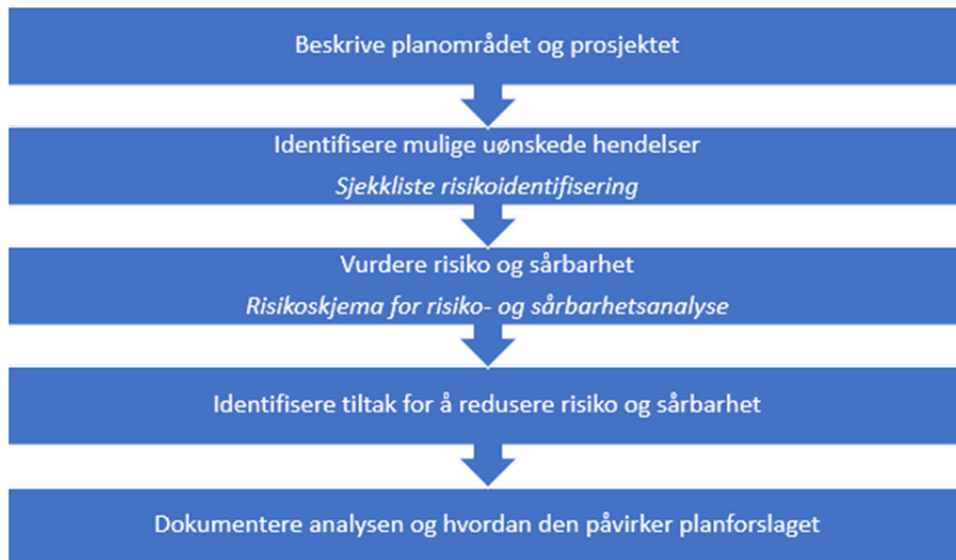 Beskrive planområdet og prosjektet
Identifisere mulige uønskede hendelser
Sjekkliste risikoidentifisering
Vurdere risiko og sårbarhet
Risikoskjema for risiko- og sårbarhetsanalyse
Identifisere tiltak for å redusere risiko og sårbarhet
Dokumentere analysen og hvordan den påvirker planforslaget